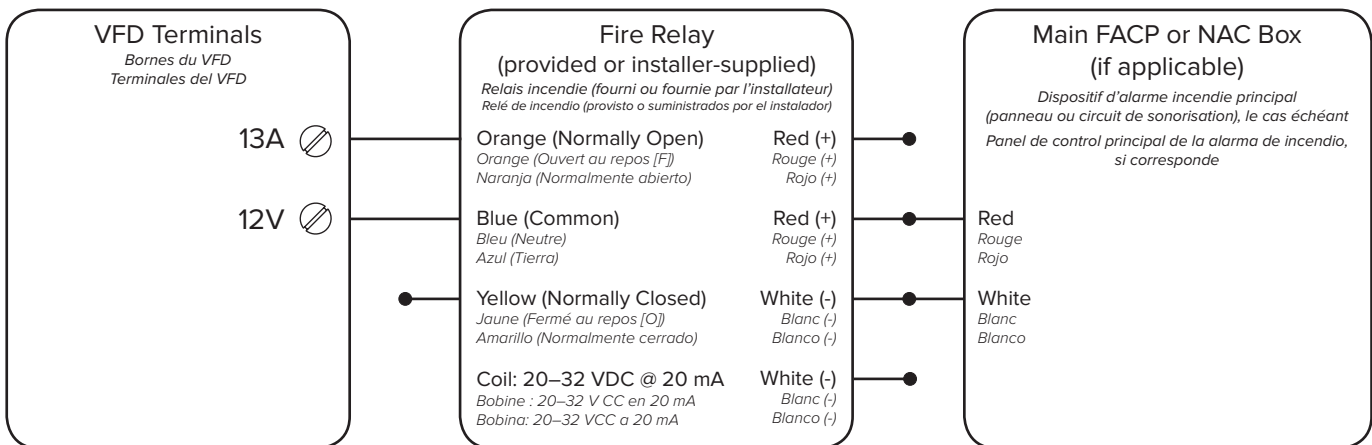 VFD Terminals
Bornes du VFD
Terminales del VFD
13A
12V
Fire Relay
(provided or installer-supplied)
Relais incendie (fourni ou fournie par l'installateur)
Relé de incendio (provisto o suministrados por el instalador)
Orange (Normally Open) Red (+)
Orange (Ouvert au repos [F]) Rouge (+)
Naranja (Normalmente abierto) Rojo (+)
Blue (Common) Red (+)
Bleu (Neutre) Rouge (+)
Azul (Tierra) Rojo (+)
Yellow (Normally Closed) White (-)
Jaune (Fermé au repos [O]) Blanc (-)
Amarillo (Normalmente cerrado) Blanco (-)
Coil: 20–32 VDC @ 20 mA White (-)
Bobine : 20–32 V CC en 20 mA Blanc (-)
Bobina: 20–32 VCC a 20 mA Blanco (-)
Main FACP or NAC Box
(if applicable)
Dispositif d'alarme incendie principal
(panneau ou circuit de sonorisation), le cas échéant
Panel de control principal de la alarma de incendio,
si corresponde
Red
Rouge
Rojo
White
Blanc
Blanco